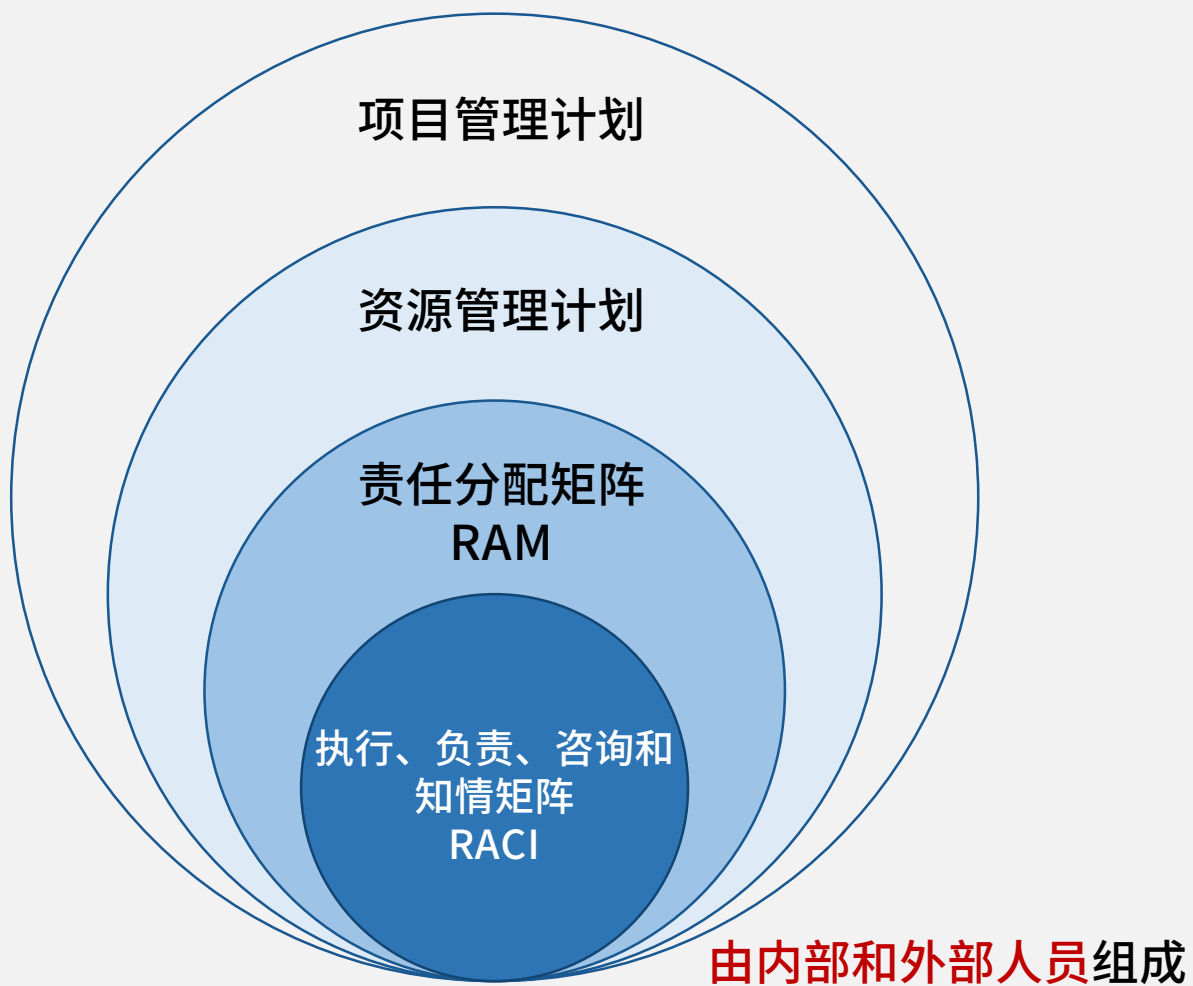 项目管理计划
资源管理计划
责任分配矩阵
RAM
执行、负责、咨询和
知情矩阵
RACI
由内部和外部人员组成